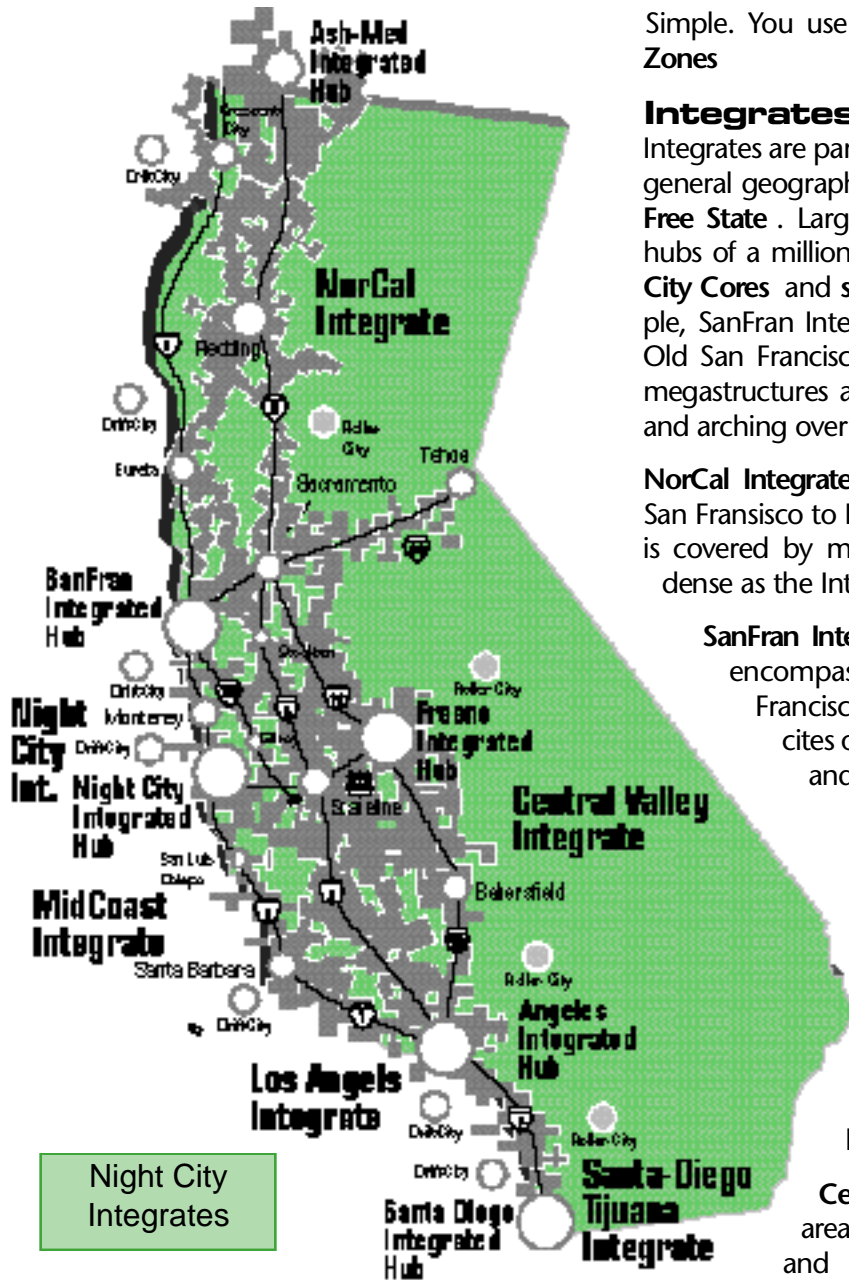 Ash-Med
Integrated
Hub
Crescent
City
DriftCity
NorCal
Integrate
Redding
DriftCity
Roller
City
Eureka
Tehoe
Sacramento
SanFran
Integrated
Hub
DriftCity
Roller-City
Night
City
Int.
Monterey
DriftCity
Fresno
Integrated
Hub
Night City
Integrated
Hub
Central Valley
Integrate
San Luis
Obispo
MidCoast
Integrate
Bakersfield
Santa Barbara
Roller-City
DriftCity
Angeles
Integrated
Hub
Los Angels
Integrate
DriftCity
Roller-City
DriftCity
Santa Diego
Integrated
Hub
Santa-Diego
Tijuana
Integrate
Night City
Integrates
Simple. You use
Zones
Integrates
Integrates are par
general geograph
Free State . Larg
hubs of a million
City Cores and s
ple, SanFran Inte
Old San Francisc
megastructures a
and arching over
NorCal Integrate
San Fransisco to
is covered by m
dense as the Int
SanFran Inte
encompas
Francisc
cites o
and
Ce
area
and